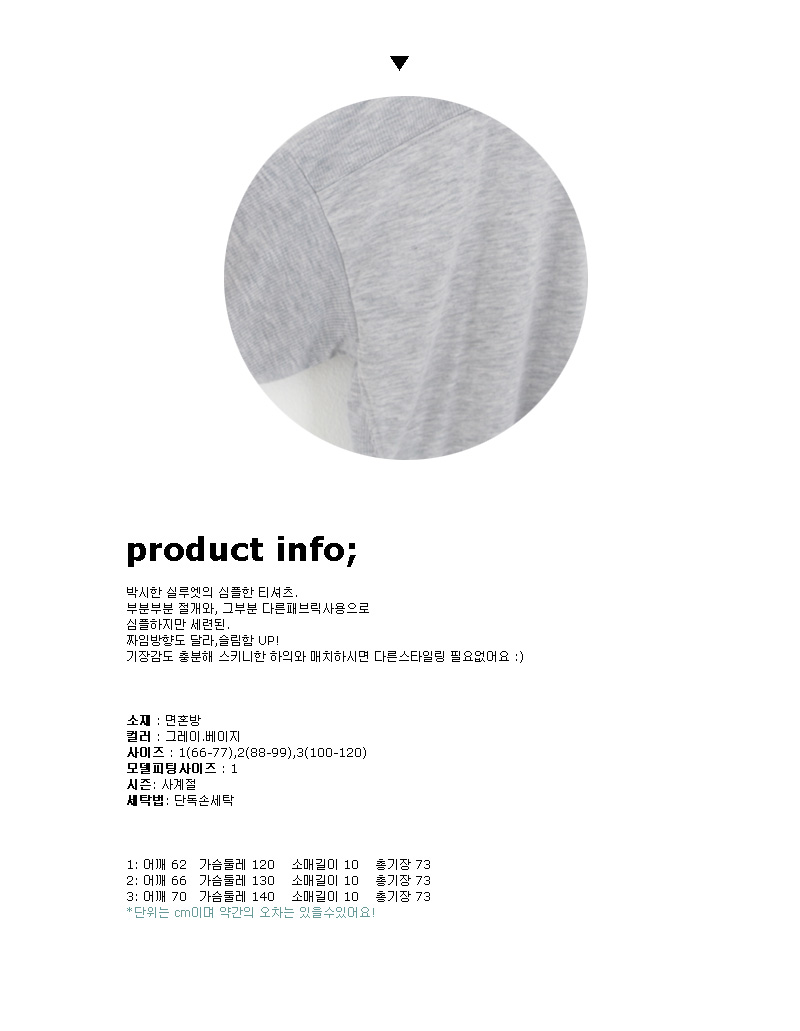 product info;
박시한 실루엣의 심플한 티셔츠.
부분부분 절개와, 그부분 다른패브릭사용으로
심플하지만 세련된.
짜임방향도 달라,슬림함 UP!
기장감도 충분해 스키니한 하의와 매치하시면 다른스타일링 필요없어요 :)
소재 : 면혼방
컬러 : 그레이.베이지
사이즈 : 1(66-77),2(88-99),3(100-120)
모델피팅사이즈 : 1
시즌: 사계절
세탁법: 단독손세탁
1: 어깨 62 가슴둘레 120 소매길이 10 총기장 73
2: 어깨 66 가슴둘레 130 소매길이 10 총기장 73
3: 어깨 70 가슴둘레 140 소매길이 10 총기장 73
*단위는 cm이며 약간의 오차는 있을수있어요!